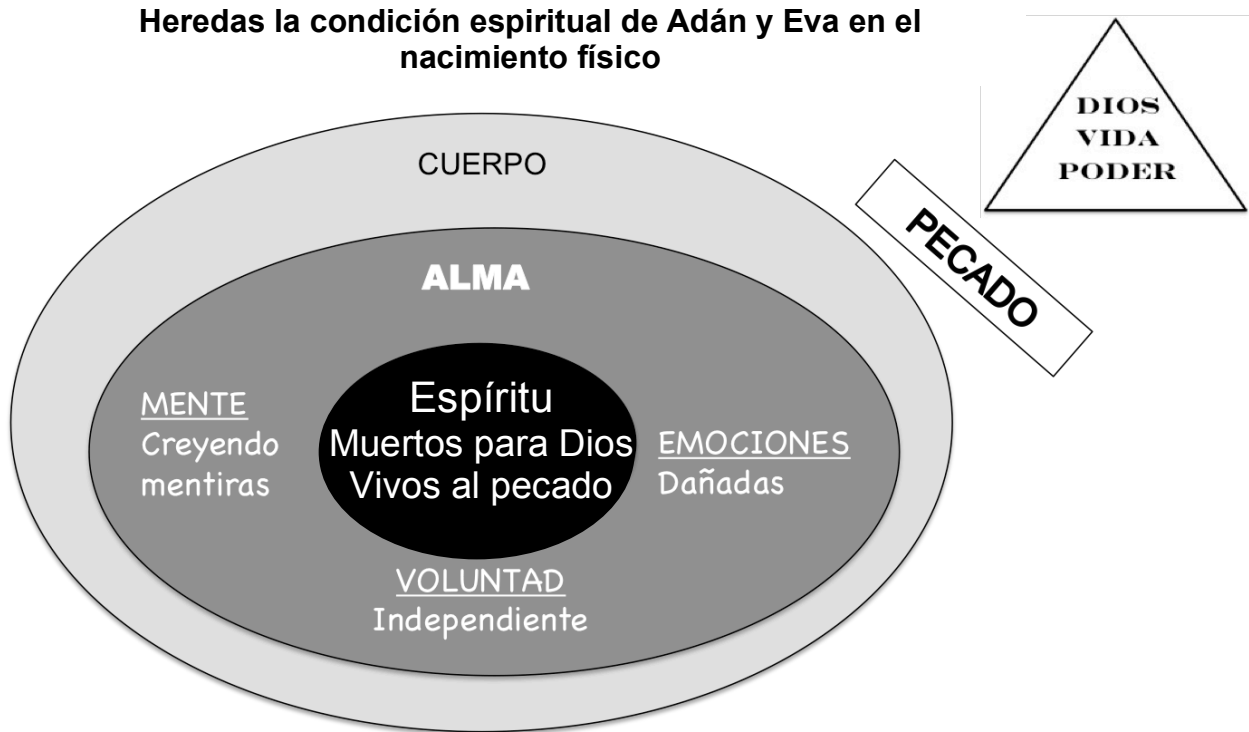 Heredas la condición espiritual de Adán y Eva en el
nacimiento físico
DIOS
VIDA
PODER
PECADO
CUERPO
ALMA
MENTE
Creyendo
mentiras
Espíritu
Muertos para Dios
Vivos al pecado
EMOCIONES
Dañadas
VOLUNTAD
Independiente